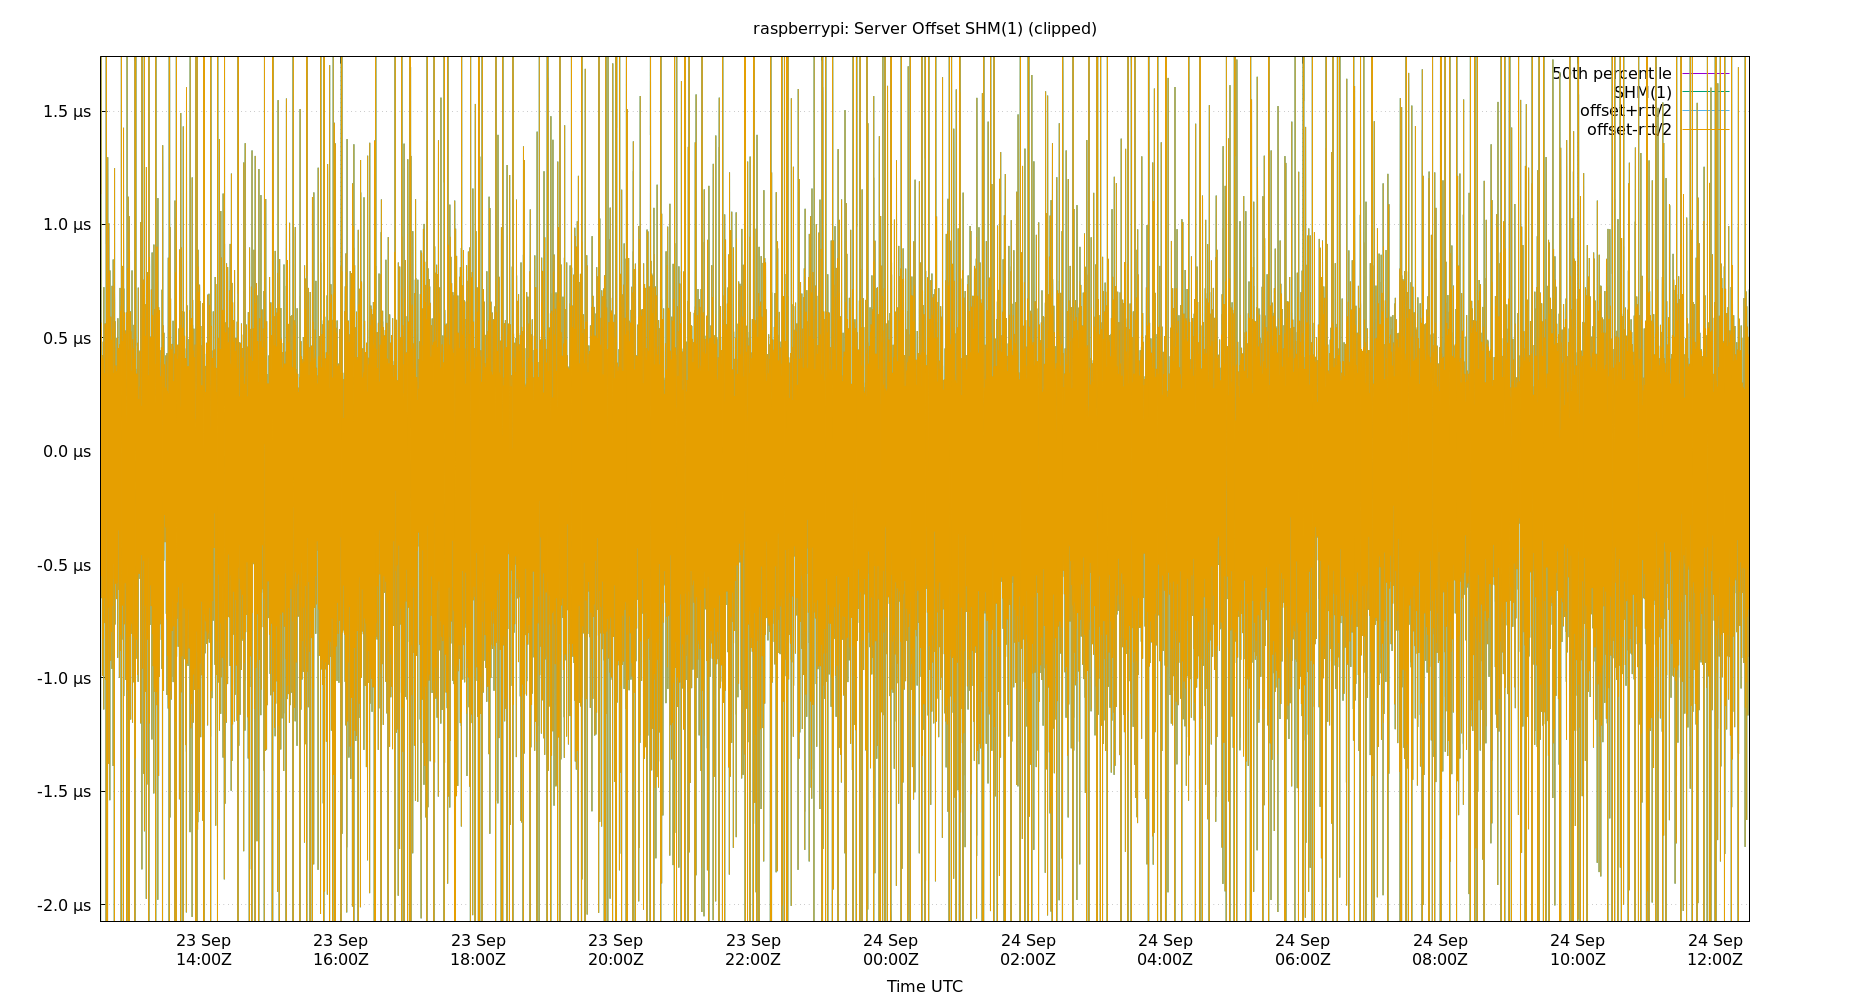 raspberrypi: Server Offset SHM(1) (clipped)
50th percentile
SHM(1)
offset+rtt/2
offset-rtt/2
1.5 µs
1.0 µs
0.5 µs
0.0 µs
-0.5 µs
-1.0 µs
-1.5 µs
-2.0 µs
23 Sep 23 Sep 23 Sep 23 Sep 23 Sep 24 Sep 24 Sep 24 Sep 24 Sep 24 Sep 24 Sep 24 Sep
14:00Z 16:00Z 18:00Z 20:00Z 22:00Z 00:00Z 02:00Z 04:00Z 06:00Z 08:00Z 10:00Z 12:00Z
Time UTC